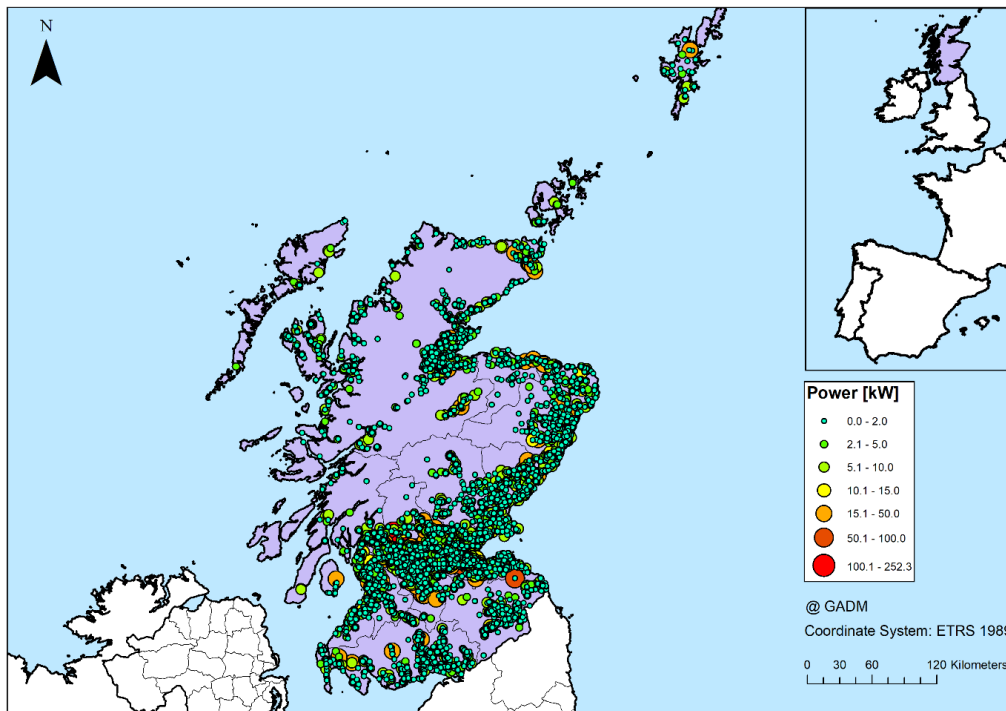 N
Power [kW]
0.0 - 2.0
2.1 - 5.0
5.1 - 10.0
10.1 - 15.0
15.1 - 50.0
50.1 - 100.0
100.1 - 252.3
@ GADM
Coordinate System: ETRS 1989
0 30 60 120 Kilometers